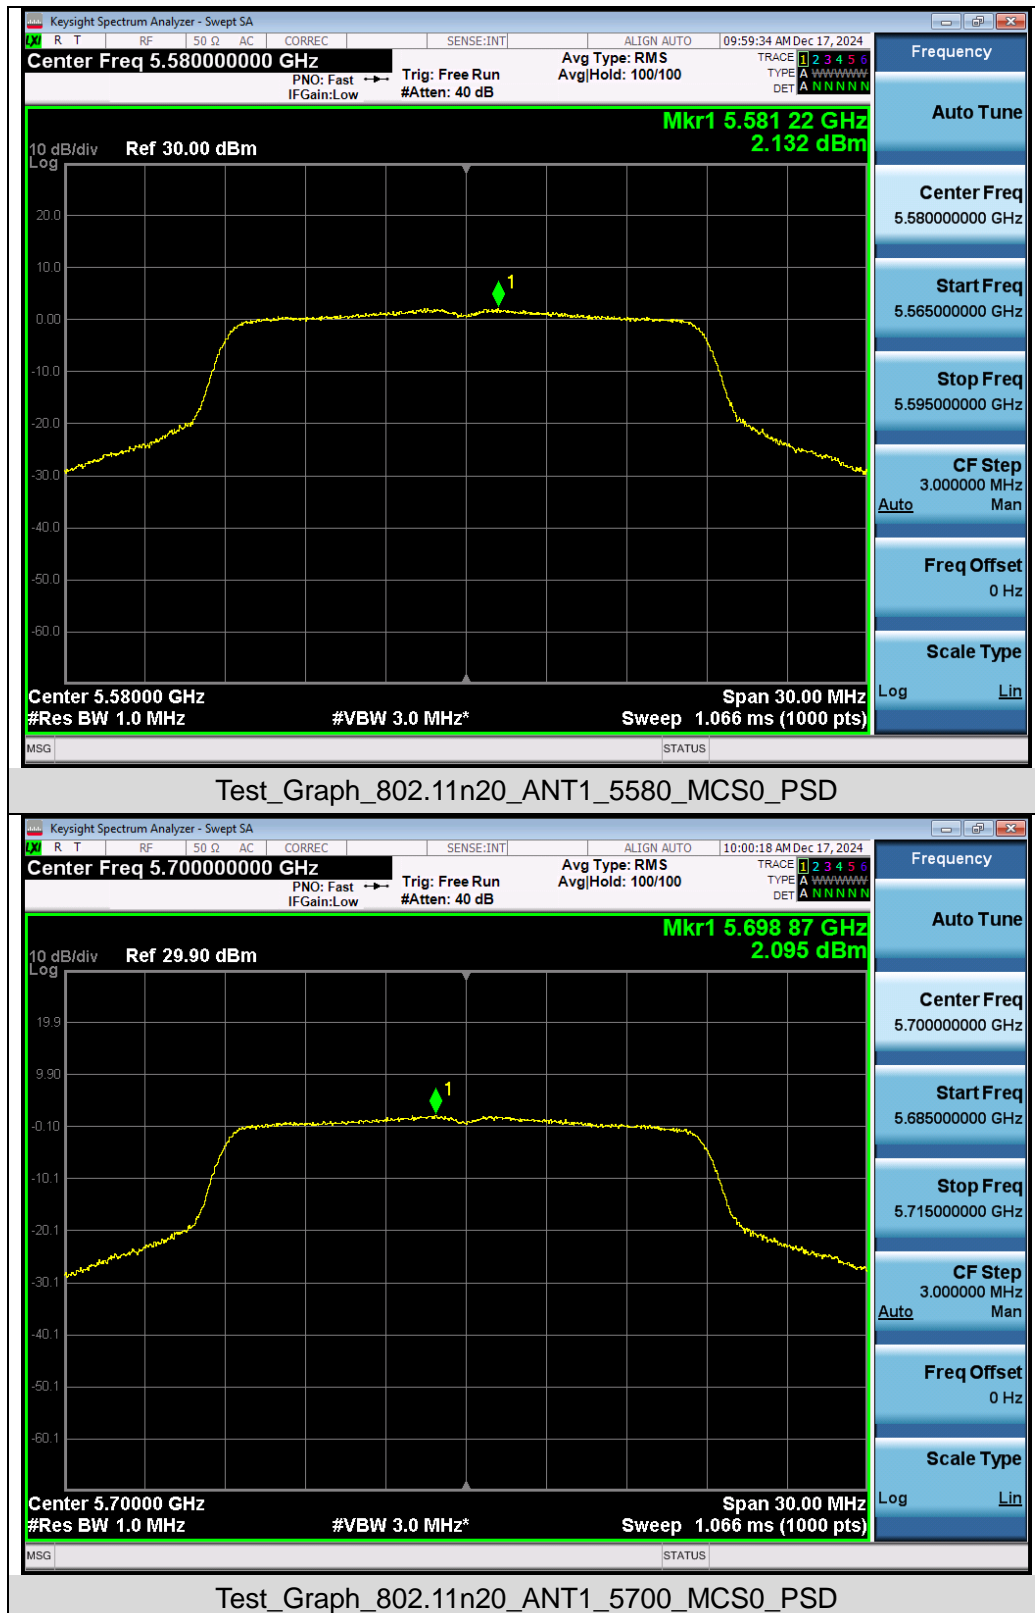 Keysight Spectrum Analyzer - Swept SA
LXI R T RF 50 Ω AC CORREC SENSE:INT ALIGN AUTO 09:59:34 AM Dec 17, 2024
Center Freq 5.580000000 GHz
PNO: Fast
IFGain:Low
Trig: Free Run
#Atten: 40 dB
Avg Type: RMS
Avg|Hold: 100/100
TRACE 1 2 3 4 5 6
TYPE A WWWWW
DET A N N N N N
Mkr1 5.581 22 GHz
2.132 dBm
10 dB/div Ref 30.00 dBm
Log
20.0
10.0
1
0.00
-10.0
-20.0
-30.0
-40.0
-50.0
-60.0
Center 5.58000 GHz Span 30.00 MHz
#Res BW 1.0 MHz #VBW 3.0 MHz* Sweep 1.066 ms (1000 pts)
MSG STATUS
Frequency
Auto Tune
Center Freq
5.580000000 GHz
Start Freq
5.565000000 GHz
Stop Freq
5.595000000 GHz
CF Step
3.000000 MHz
Auto Man
Freq Offset
0 Hz
Scale Type
Log Lin
Test_Graph_802.11n20_ANT1_5580_MCS0_PSD
Keysight Spectrum Analyzer - Swept SA
LXI R T RF 50 Ω AC CORREC SENSE:INT ALIGN AUTO 10:00:18 AM Dec 17, 2024
Center Freq 5.700000000 GHz
PNO: Fast
IFGain:Low
Trig: Free Run
#Atten: 40 dB
Avg Type: RMS
Avg|Hold: 100/100
TRACE 1 2 3 4 5 6
TYPE A WWWWW
DET A N N N N N
Mkr1 5.698 87 GHz
2.095 dBm
10 dB/div Ref 29.90 dBm
Log
19.9
9.90
1
-0.10
-10.1
-20.1
-30.1
-40.1
-50.1
-60.1
Center 5.70000 GHz Span 30.00 MHz
#Res BW 1.0 MHz #VBW 3.0 MHz* Sweep 1.066 ms (1000 pts)
MSG STATUS
Frequency
Auto Tune
Center Freq
5.700000000 GHz
Start Freq
5.685000000 GHz
Stop Freq
5.715000000 GHz
CF Step
3.000000 MHz
Auto Man
Freq Offset
0 Hz
Scale Type
Log Lin
Test_Graph_802.11n20_ANT1_5700_MCS0_PSD